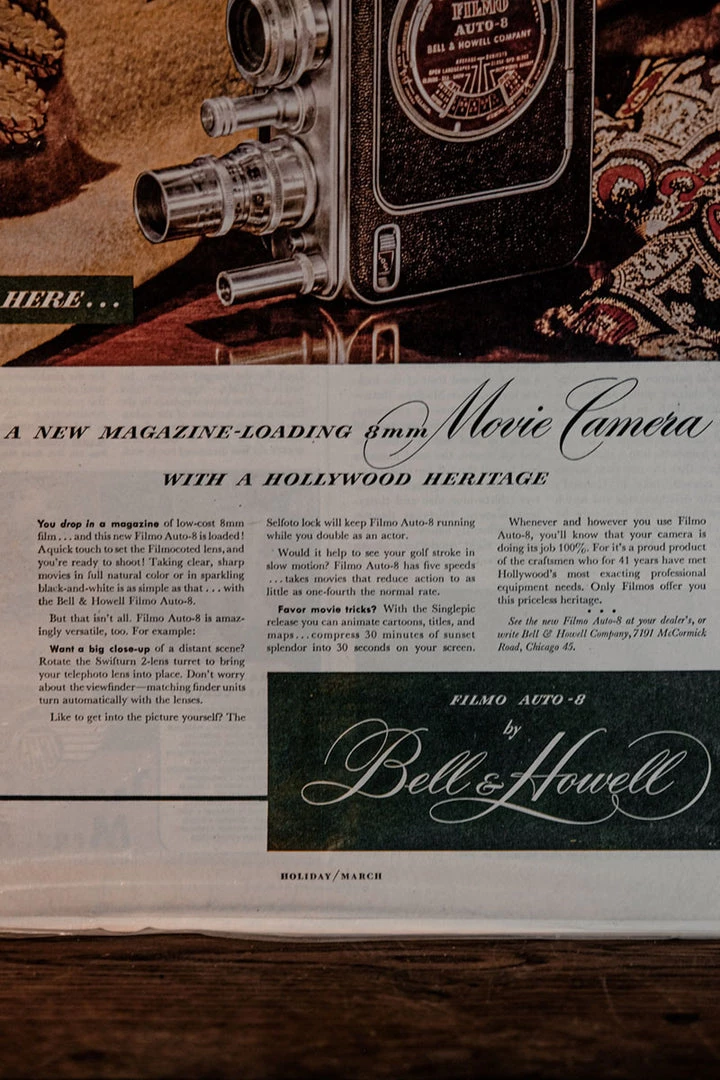 FILMO
AUTO-8
BELL & HOWELL COMPANY
HERE...
A NEW MAGAZINE-LOADING 8mm Movie Camera
WITH A HOLLYWOOD HERITAGE
You drop in a magazine of low-cost 8mm
film... and this new Filmo Auto-8 is loaded!
A quick touch to set the Filmocoted lens, and
you're ready to shoot! Taking clear, sharp
movies in full natural color or in sparkling
black-and-white is as simple as that... with
the Bell & Howell Filmo Auto-8.
But that isn't all. Filmo Auto-8 is amaz-
ingly versatile, too. For example:
Want a big close-up of a distant scene?
Rotate the Swifturn 2-lens turret to bring
your telephoto lens into place. Don't worry
about the viewfinder—matching finder units
turn automatically with the lenses.
Like to get into the picture yourself? The
Selfoto lock will keep Filmo Auto-8 running
while you double as an actor.
Would it help to see your golf stroke in
slow motion? Filmo Auto-8 has five speeds
...takes movies that reduce action to as
little as one-fourth the normal rate.
Favor movie tricks? With the Singlepic
release you can animate cartoons, titles, and
maps...compress 30 minutes of sunset
splendor into 30 seconds on your screen.
Whenever and however you use Filmo
Auto-8, you'll know that your camera is
doing its job 100%. For it's a proud product
of the craftsmen who for 41 years have met
Hollywood's most exacting professional
equipment needs. Only Filmos offer you
this priceless heritage.
• • •
See the new Filmo Auto-8 at your dealer's, or
write Bell & Howell Company, 7191 McCormick
Road, Chicago 45.
FILMO AUTO-8
by
Bell & Howell
HOLIDAY/MARCH